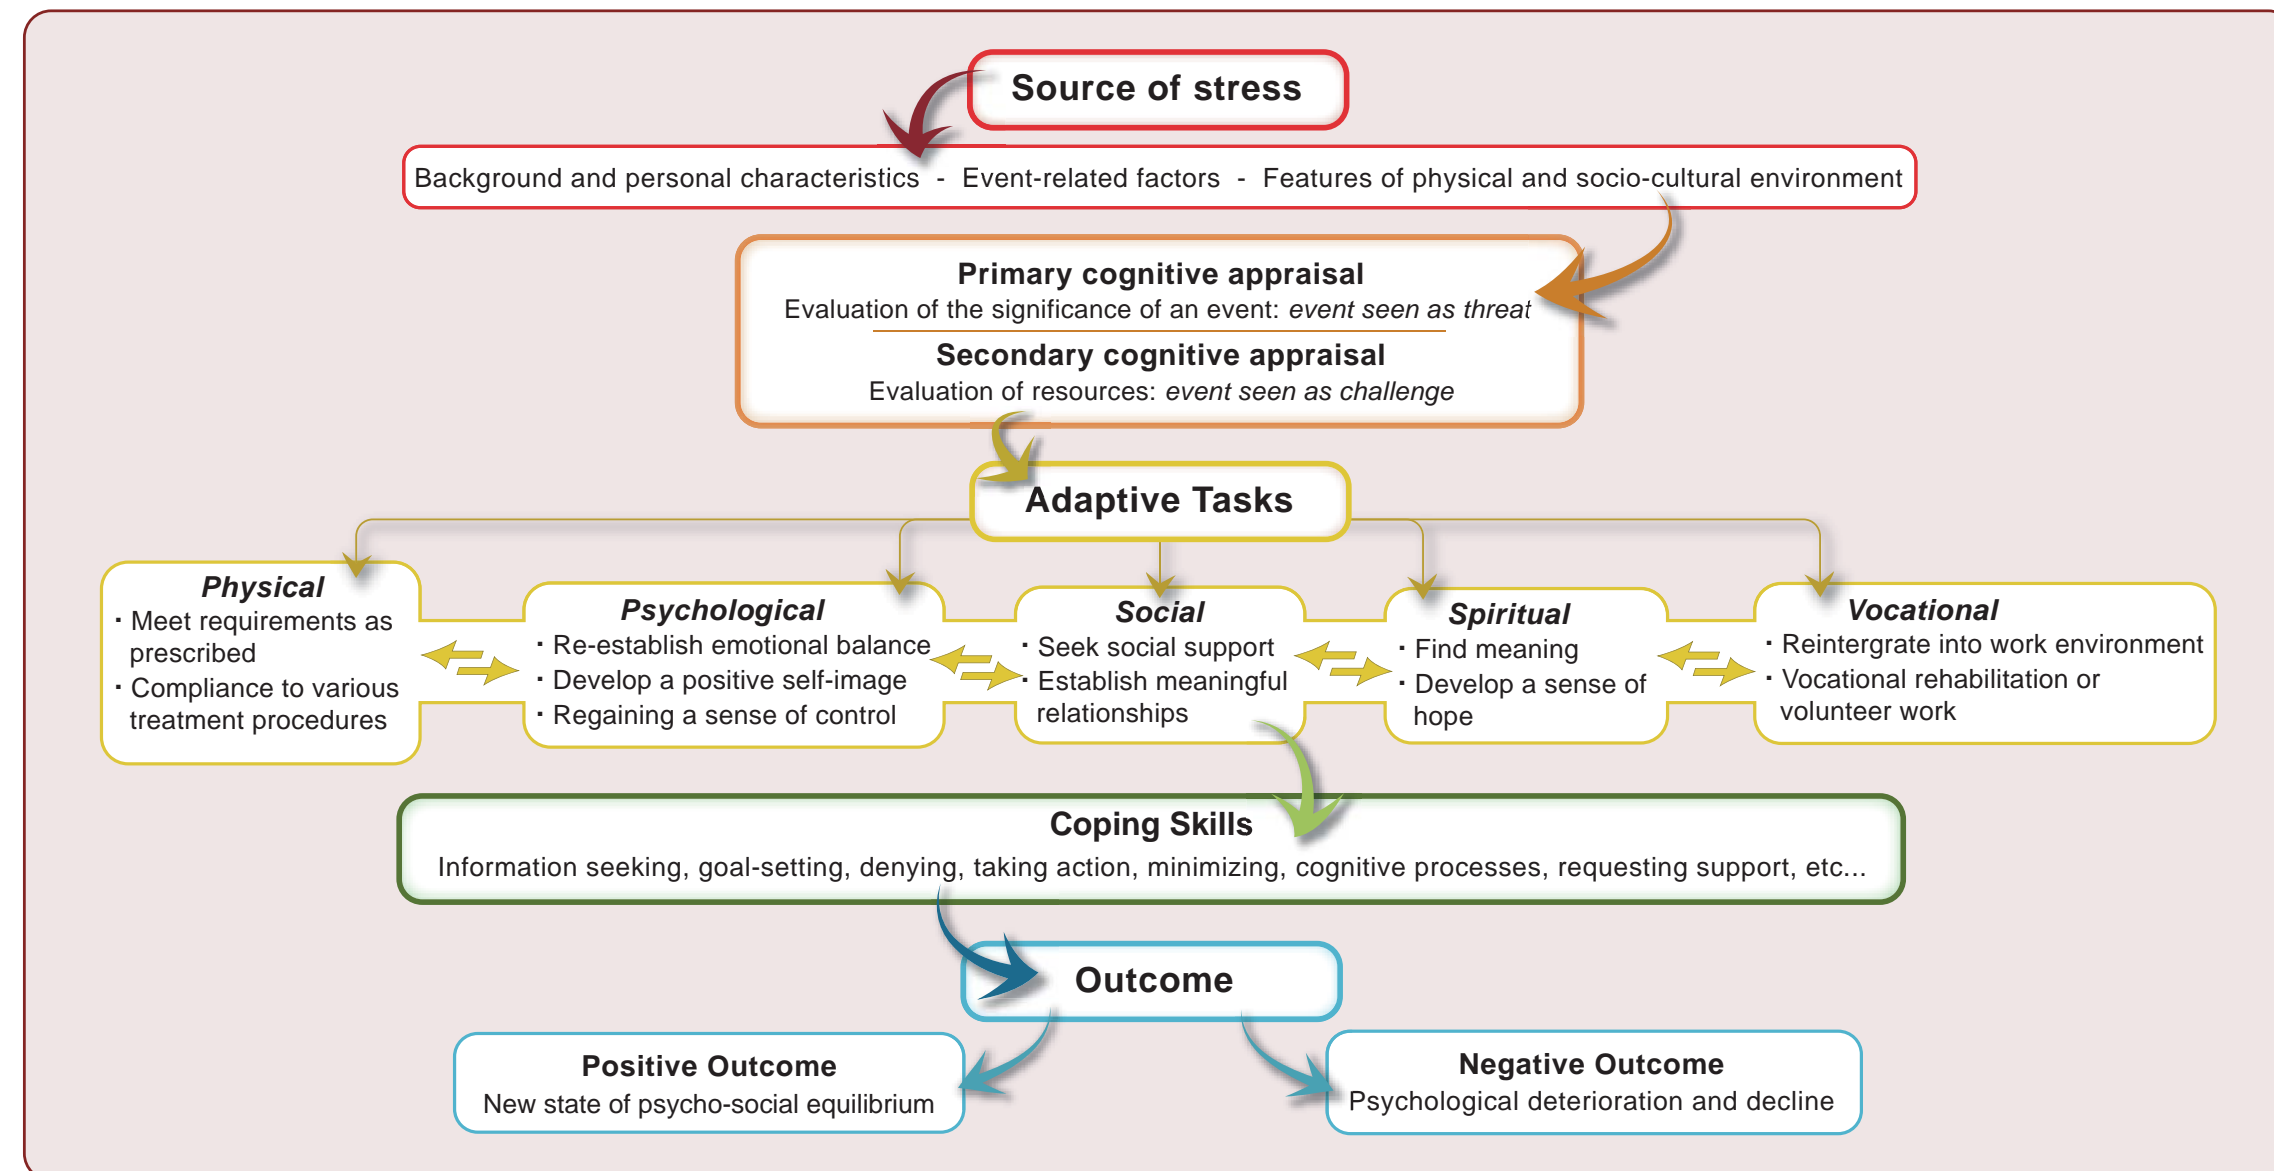 Source of stress
Background and personal characteristics - Event-related factors - Features of physical and socio-cultural environment
Primary cognitive appraisal
Evaluation of the significance of an event: event seen as threat
Secondary cognitive appraisal
Evaluation of resources: event seen as challenge
Adaptive Tasks
Physical
· Meet requirements as
prescribed
· Compliance to various
treatment procedures
Psychological
· Re-establish emotional balance
· Develop a positive self-image
· Regaining a sense of control
Social
· Seek social support
· Establish meaningful
relationships
Spiritual
· Find meaning
· Develop a sense of
hope
Vocational
· Reintergrate into work environment
· Vocational rehabilitation or
volunteer work
Coping Skills
Information seeking, goal-setting, denying, taking action, minimizing, cognitive processes, requesting support, etc...
Outcome
Positive Outcome
New state of psycho-social equilibrium
Negative Outcome
Psychological deterioration and decline